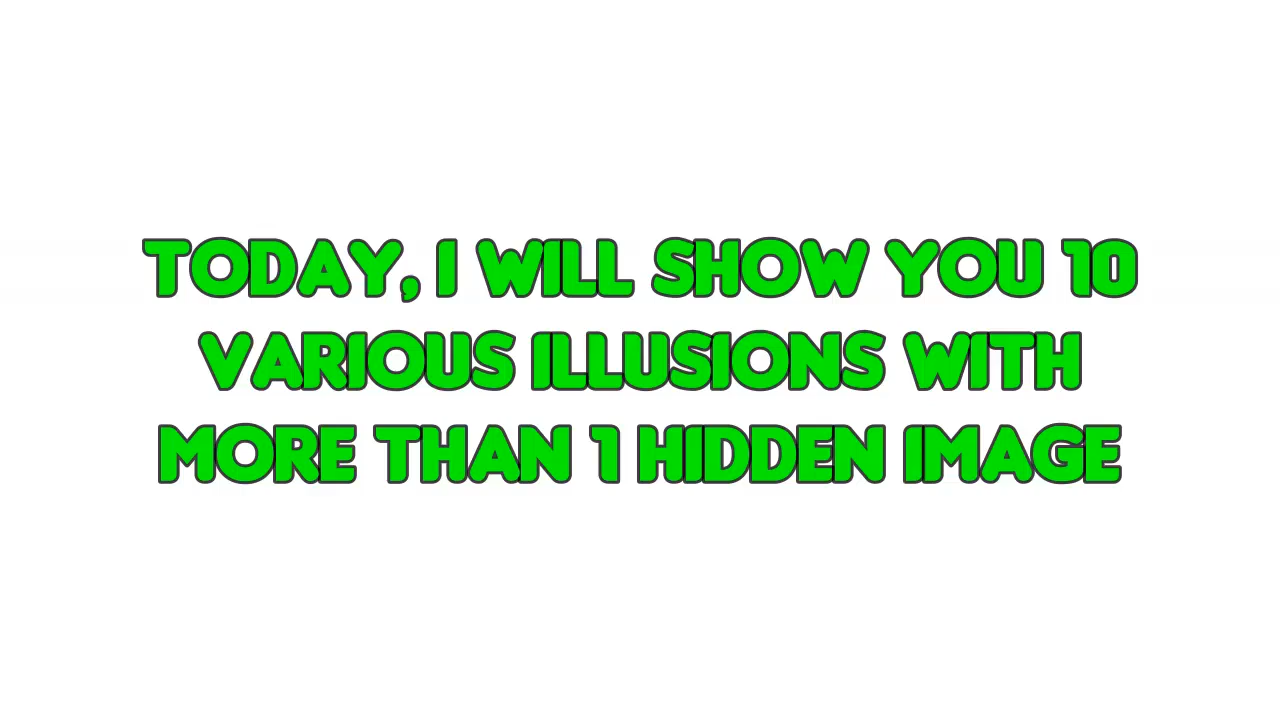 TODAY, I WILL SHOW YOU 10
VARIOUS ILLUSIONS WITH
MORE THAN 1 HIDDEN IMAGE